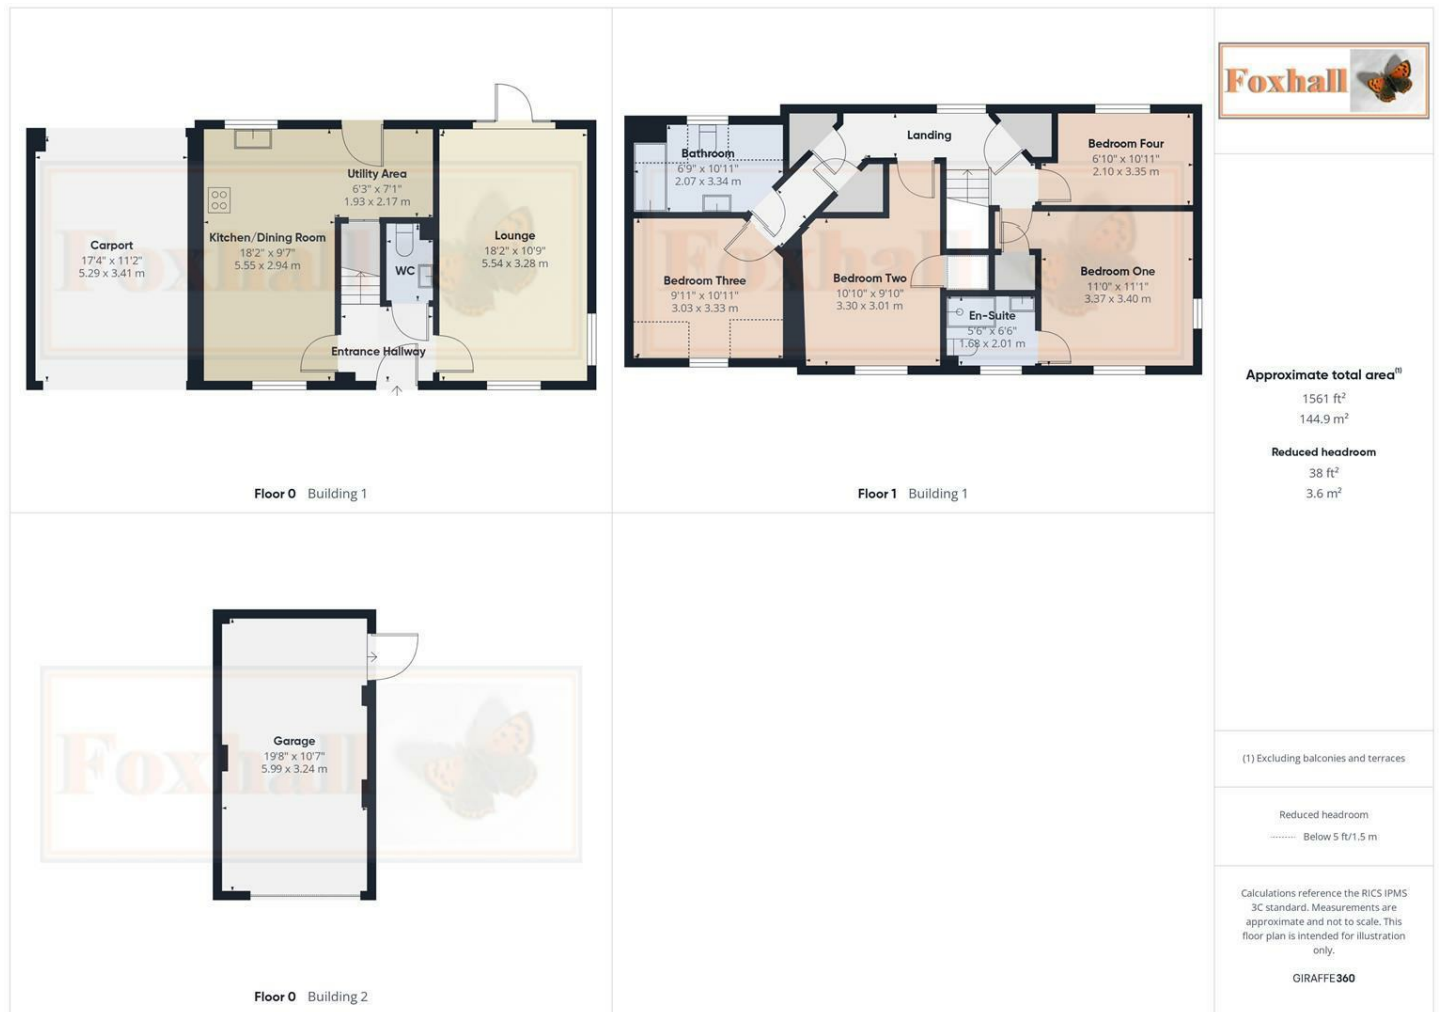 Carport
17'4" x 11'2"
5.29 x 3.41 m
Kitchen/Dining Room
18'2" x 9'7"
5.55 x 2.94 m
Utility Area
6'3" x 7'1"
1.93 x 2.17 m
WC
Entrance Hallway
Lounge
18'2" x 10'9"
5.54 x 3.28 m
Foxhall
Floor 0 Building 1
Bathroom
6'9" x 10'11"
2.07 x 3.34 m
Landing
Bedroom Four
6'10" x 10'11"
2.10 x 3.35 m
Bedroom Three
9'11" x 10'11"
3.03 x 3.33 m
Bedroom Two
10'10" x 9'10"
3.30 x 3.01 m
En-Suite
5'6" x 6'6"
1.68 x 2.01 m
Bedroom One
11'0" x 11'1"
3.37 x 3.40 m
Foxhall
Floor 1 Building 1
Garage
19'8" x 10'7"
5.99 x 3.24 m
Foxhall
Floor 0 Building 2
Foxhall
Approximate total area(1)
1561 ft²
144.9 m²
Reduced headroom
38 ft²
3.6 m²
(1) Excluding balconies and terraces
Reduced headroom
Below 5 ft/1.5 m
Calculations reference the RICS IPMS
3C standard. Measurements are
approximate and not to scale. This
floor plan is intended for illustration
only.
GIRAFFE360